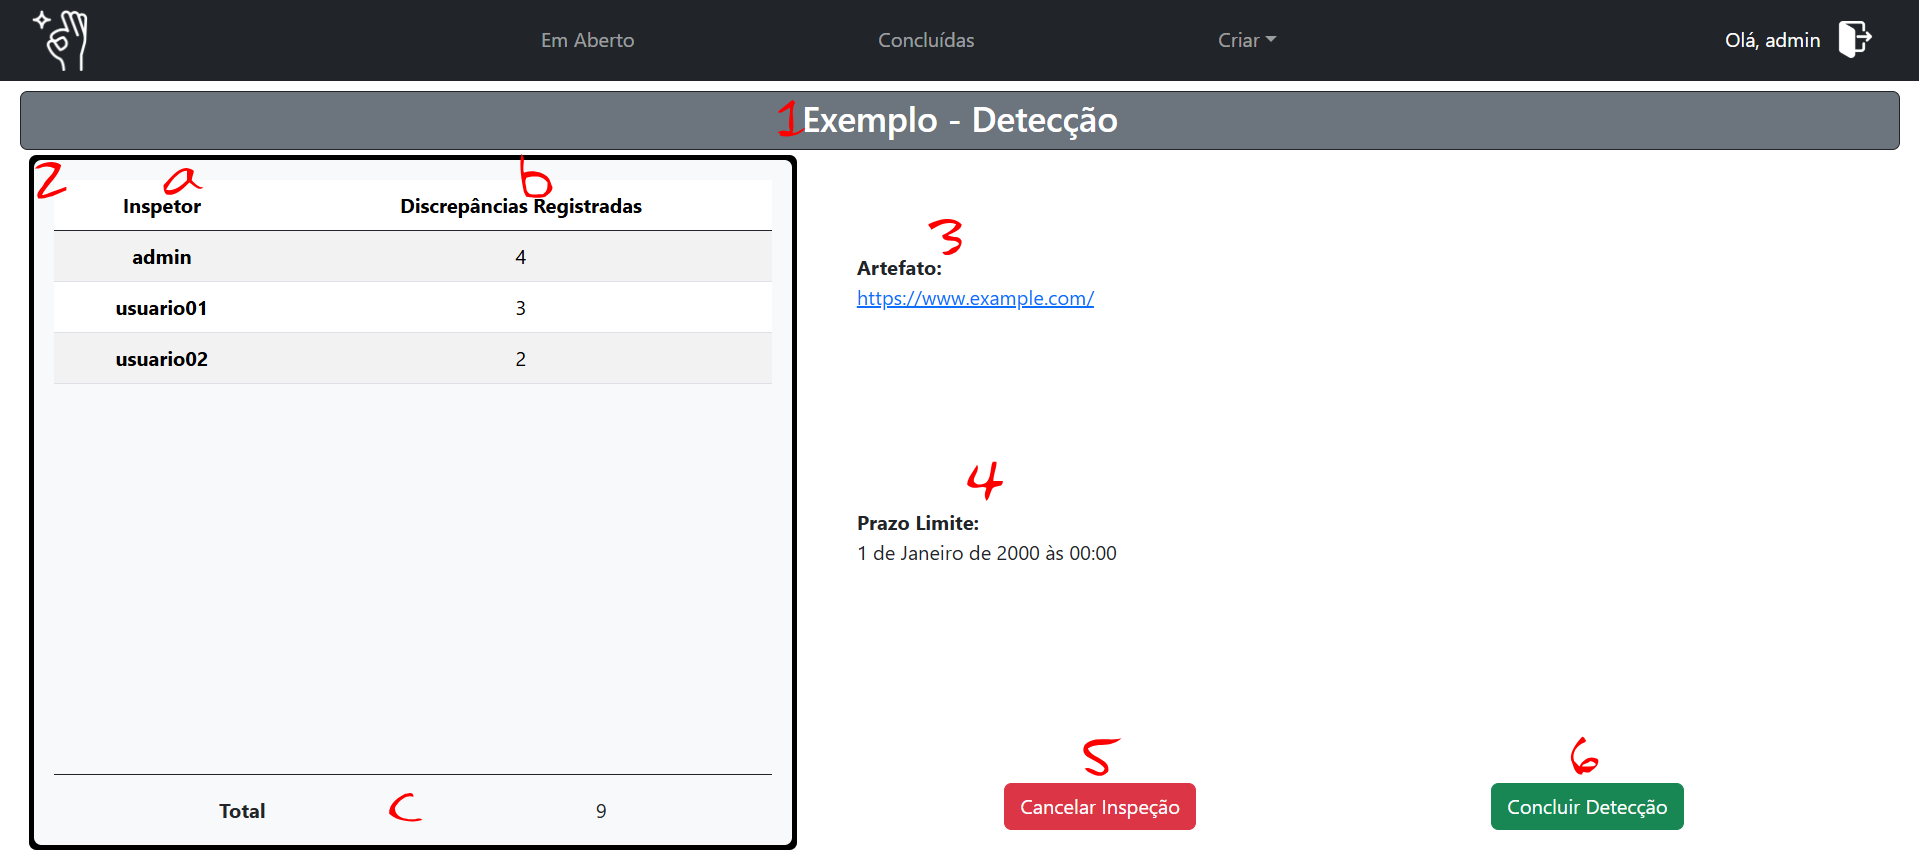 Em Aberto Concluídas Criar Olá, admin
1 Exemplo - Detecção
2 a b
Inspetor Discrepâncias Registradas
admin 4
usuario01 3
usuario02 2
Total c 9
3
Artefato:
https://www.example.com/
4
Prazo Limite:
1 de Janeiro de 2000 às 00:00
5 6
Cancelar Inspeção Concluir Detecção